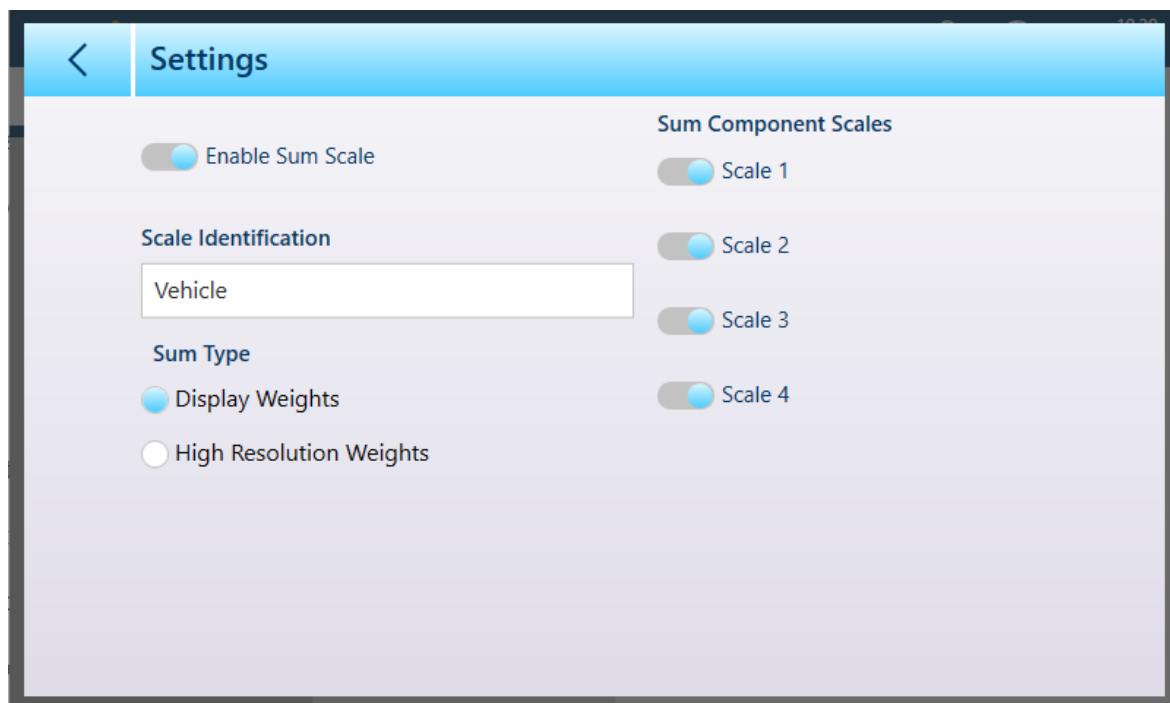 Settings
Enable Sum Scale
Scale Identification
Vehicle
Sum Type
Display Weights
High Resolution Weights
Sum Component Scales
Scale 1
Scale 2
Scale 3
Scale 4